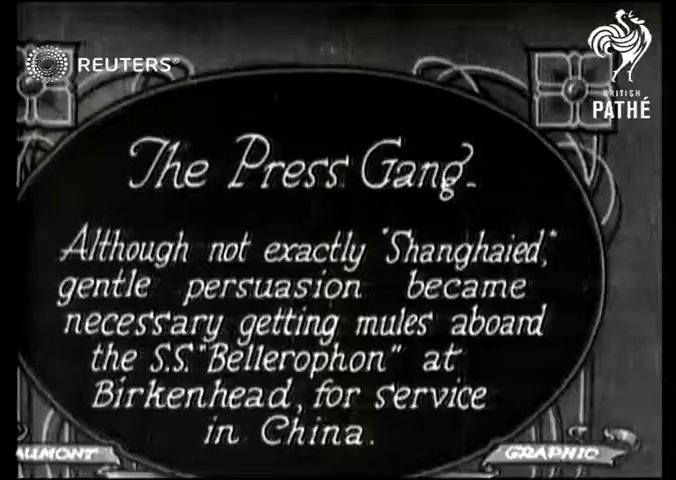 REUTERS
BRITISH
PATHÉ
The Press Gang.
Although not exactly "Shanghaied,"
gentle persuasion became
necessary getting mules aboard
the S.S. "Bellerophon" at
Birkenhead, for service
in China.
GRAPHIC